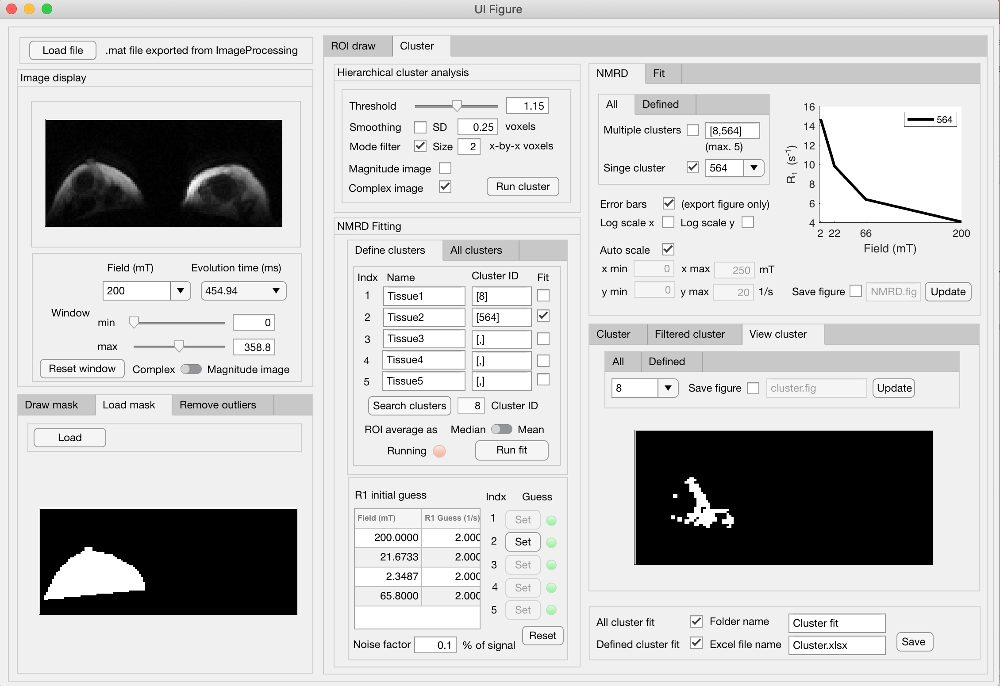 UI Figure
Load file .mat file exported from ImageProcessing
Image display
Field (mT) Evolution time (ms)
200 454.94
Window
min 0
max 358.8
Reset window Complex Magnitude image
Draw mask Load mask Remove outliers
Load
ROI draw Cluster
Hierarchical cluster analysis
Threshold 1.15
Smoothing SD 0.25 voxels
Mode filter Size 2 x-by-x voxels
Magnitude image
Complex image Run cluster
NMRD Fitting
Define clusters All clusters
Indx Name Cluster ID Fit
1 Tissue1 [8]
2 Tissue2 [564]
3 Tissue3 [,]
4 Tissue4 [,]
5 Tissue5 [,]
Search clusters 8 Cluster ID
ROI average as Median Mean
Running Run fit
R1 initial guess Indx Guess
Field (mT) R1 Guess (1/s)
200.0000 2.000
21.6733 2.000
2.3487 2.000
65.8000 2.000
1 Set
2 Set
3 Set
4 Set
5 Set
Reset
Noise factor 0.1 % of signal
NMRD Fit
All Defined
Multiple clusters [8,564]
(max. 5)
Singe cluster 564
Error bars (export figure only)
Log scale x Log scale y
Auto scale
x min 0 x max 250 mT
y min 0 y max 20 1/s
Save figure NMRD.fig Update
564
16
14
12
10
8
6
4
R1 (s-1)
2 22 66 200
Field (mT)
Cluster Filtered cluster View cluster
All Defined
8 Save figure cluster.fig Update
All cluster fit Folder name Cluster fit
Defined cluster fit Excel file name Cluster.xlsx
Save